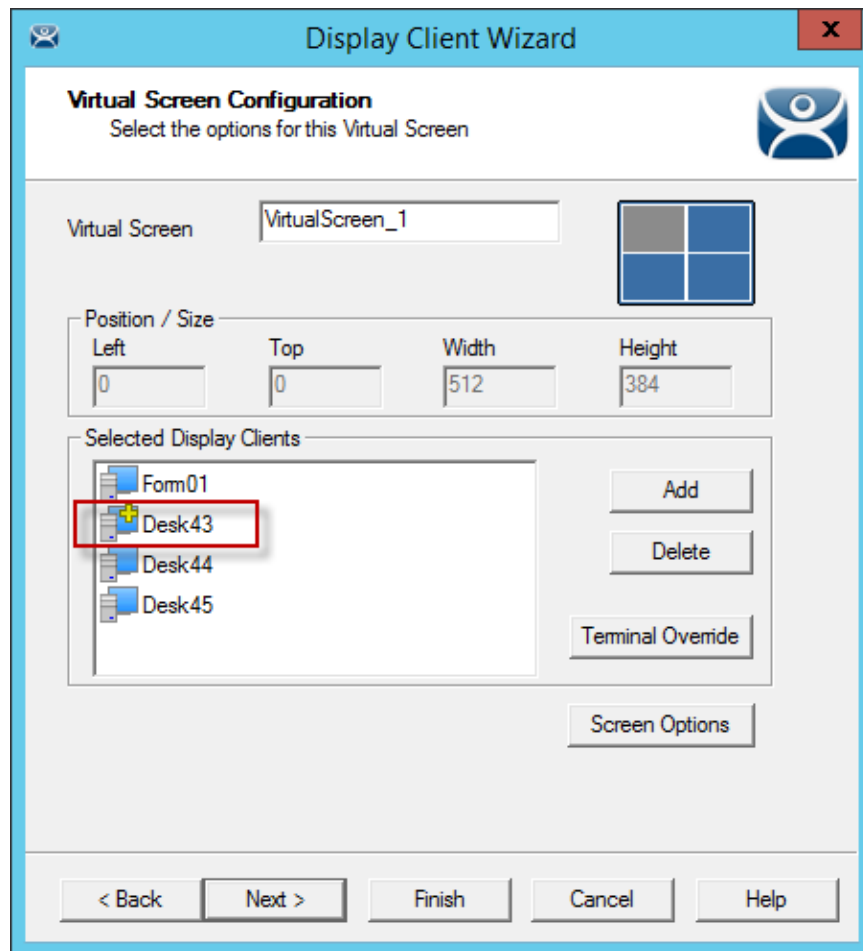 Display Client Wizard
x
Virtual Screen Configuration
Select the options for this Virtual Screen
Virtual Screen
VirtualScreen_1
Position / Size
Left Top Width Height
0 0 512 384
Selected Display Clients
Form01
Desk43
Desk44
Desk45
Add
Delete
Terminal Override
Screen Options
< Back Next > Finish Cancel Help